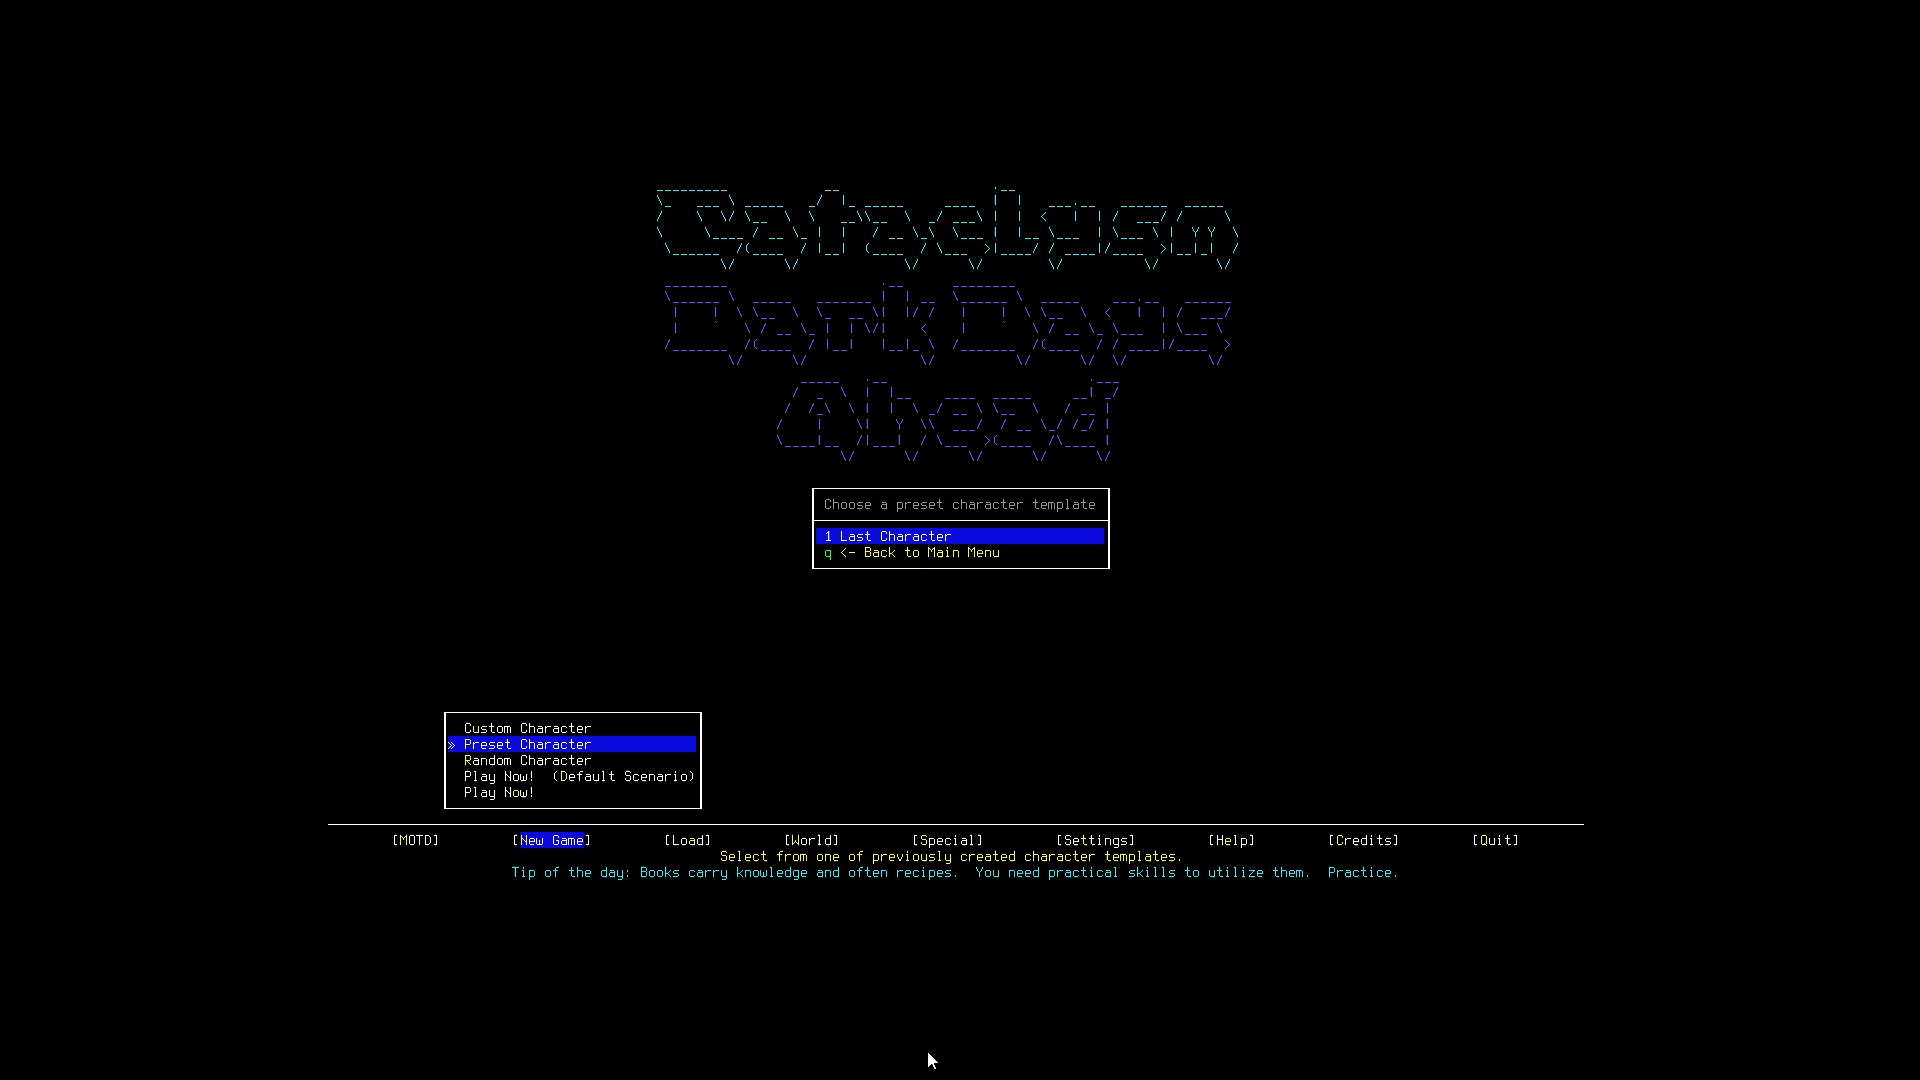 Cataclysm
Dark Days
Ahead
Choose a preset character template
1 Last Character
q <- Back to Main Menu
Custom Character
» Preset Character
Random Character
Play Now!  (Default Scenario)
Play Now!
[MOTD] [New Game] [Load] [World] [Special] [Settings] [Help] [Credits] [Quit]
Select from one of previously created character templates.
Tip of the day: Books carry knowledge and often recipes.  You need practical skills to utilize them.  Practice.